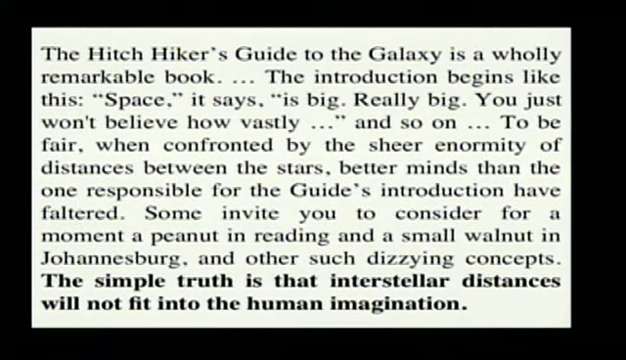 The Hitch Hiker's Guide to the Galaxy is a wholly
remarkable book. ... The introduction begins like
this: "Space," it says, "is big. Really big. You just
won't believe how vastly ..." and so on ... To be
fair, when confronted by the sheer enormity of
distances between the stars, better minds than the
one responsible for the Guide's introduction have
faltered. Some invite you to consider for a
moment a peanut in reading and a small walnut in
Johannesburg, and other such dizzying concepts.
The simple truth is that interstellar distances
will not fit into the human imagination.